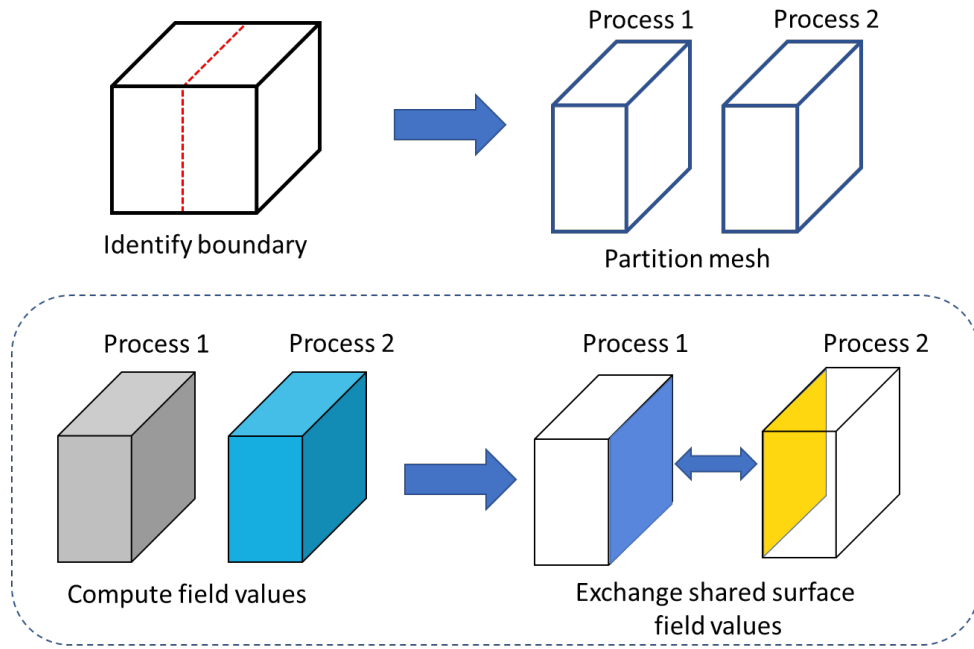 Process 1
Process 2
Identify boundary
Partition mesh
Process 1
Process 2
Process 1
Process 2
Compute field values
Exchange shared surface
field values